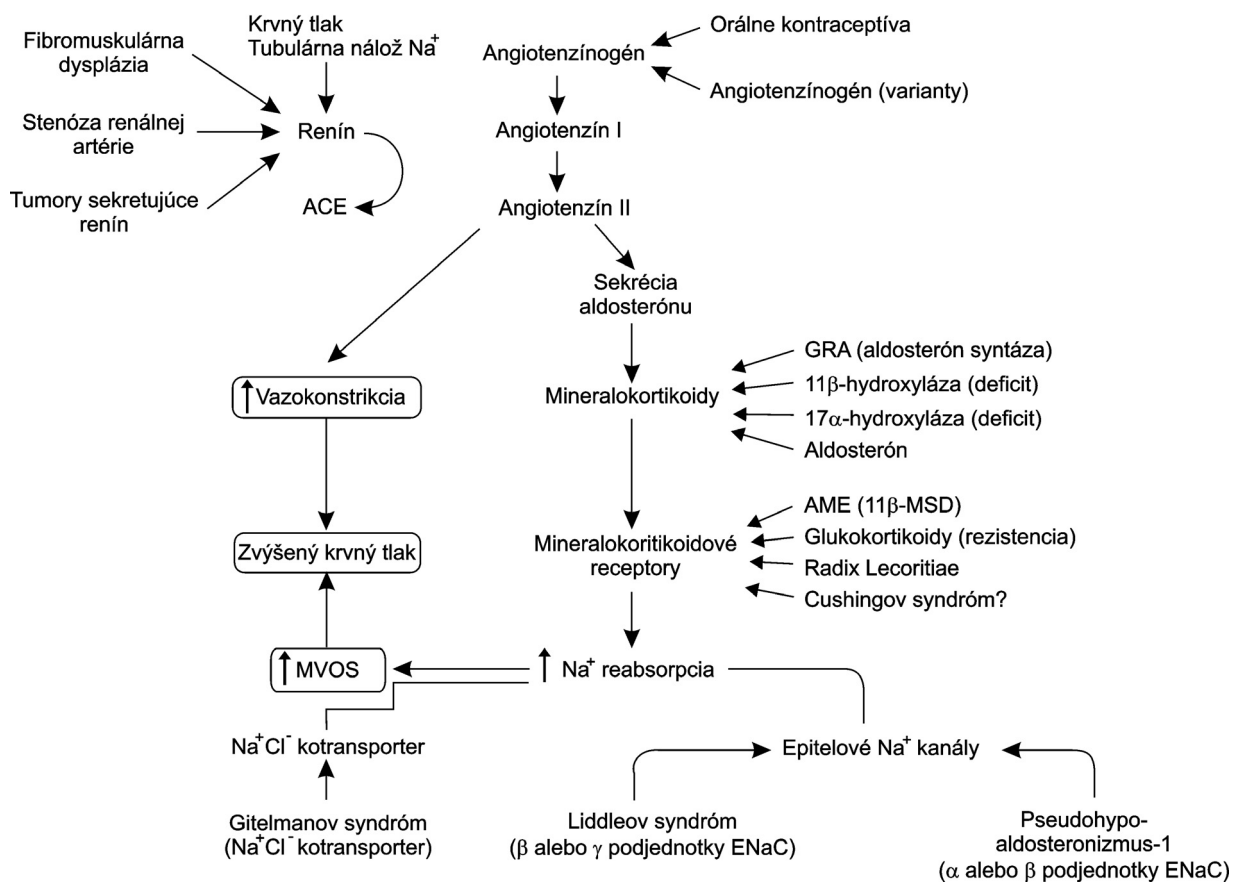 Krvný tlak
Tubulárna nálož Na+
Fibromuskulárna
dysplázia
Stenóza renálnej
artérie
Tumory sekretujúce
renín
Renín
ACE
Angiotenzínogén
Orálne kontraceptíva
Angiotenzínogén (varianty)
Angiotenzín I
Angiotenzín II
Sekrécia
aldosterónu
Mineralokortikoidy
GRA (aldosterón syntáza)
11β-hydroxyláza (deficit)
17α-hydroxyláza (deficit)
Aldosterón
Mineralokoritikoidové
receptory
AME (11β-MSD)
Glukokortikoidy (rezistencia)
Radix Lecoritiae
Cushingov syndróm?
↑ Vazokonstrikcia
Zvýšený krvný tlak
↑ MVOS
↑ Na+ reabsorpcia
Na+Cl- kotransporter
Gitelmanov syndróm
(Na+Cl- kotransporter)
Epitelové Na+ kanály
Liddleov syndróm
(β alebo γ podjednotky ENaC)
Pseudohypo-
aldosteronizmus-1
(α alebo β podjednotky ENaC)